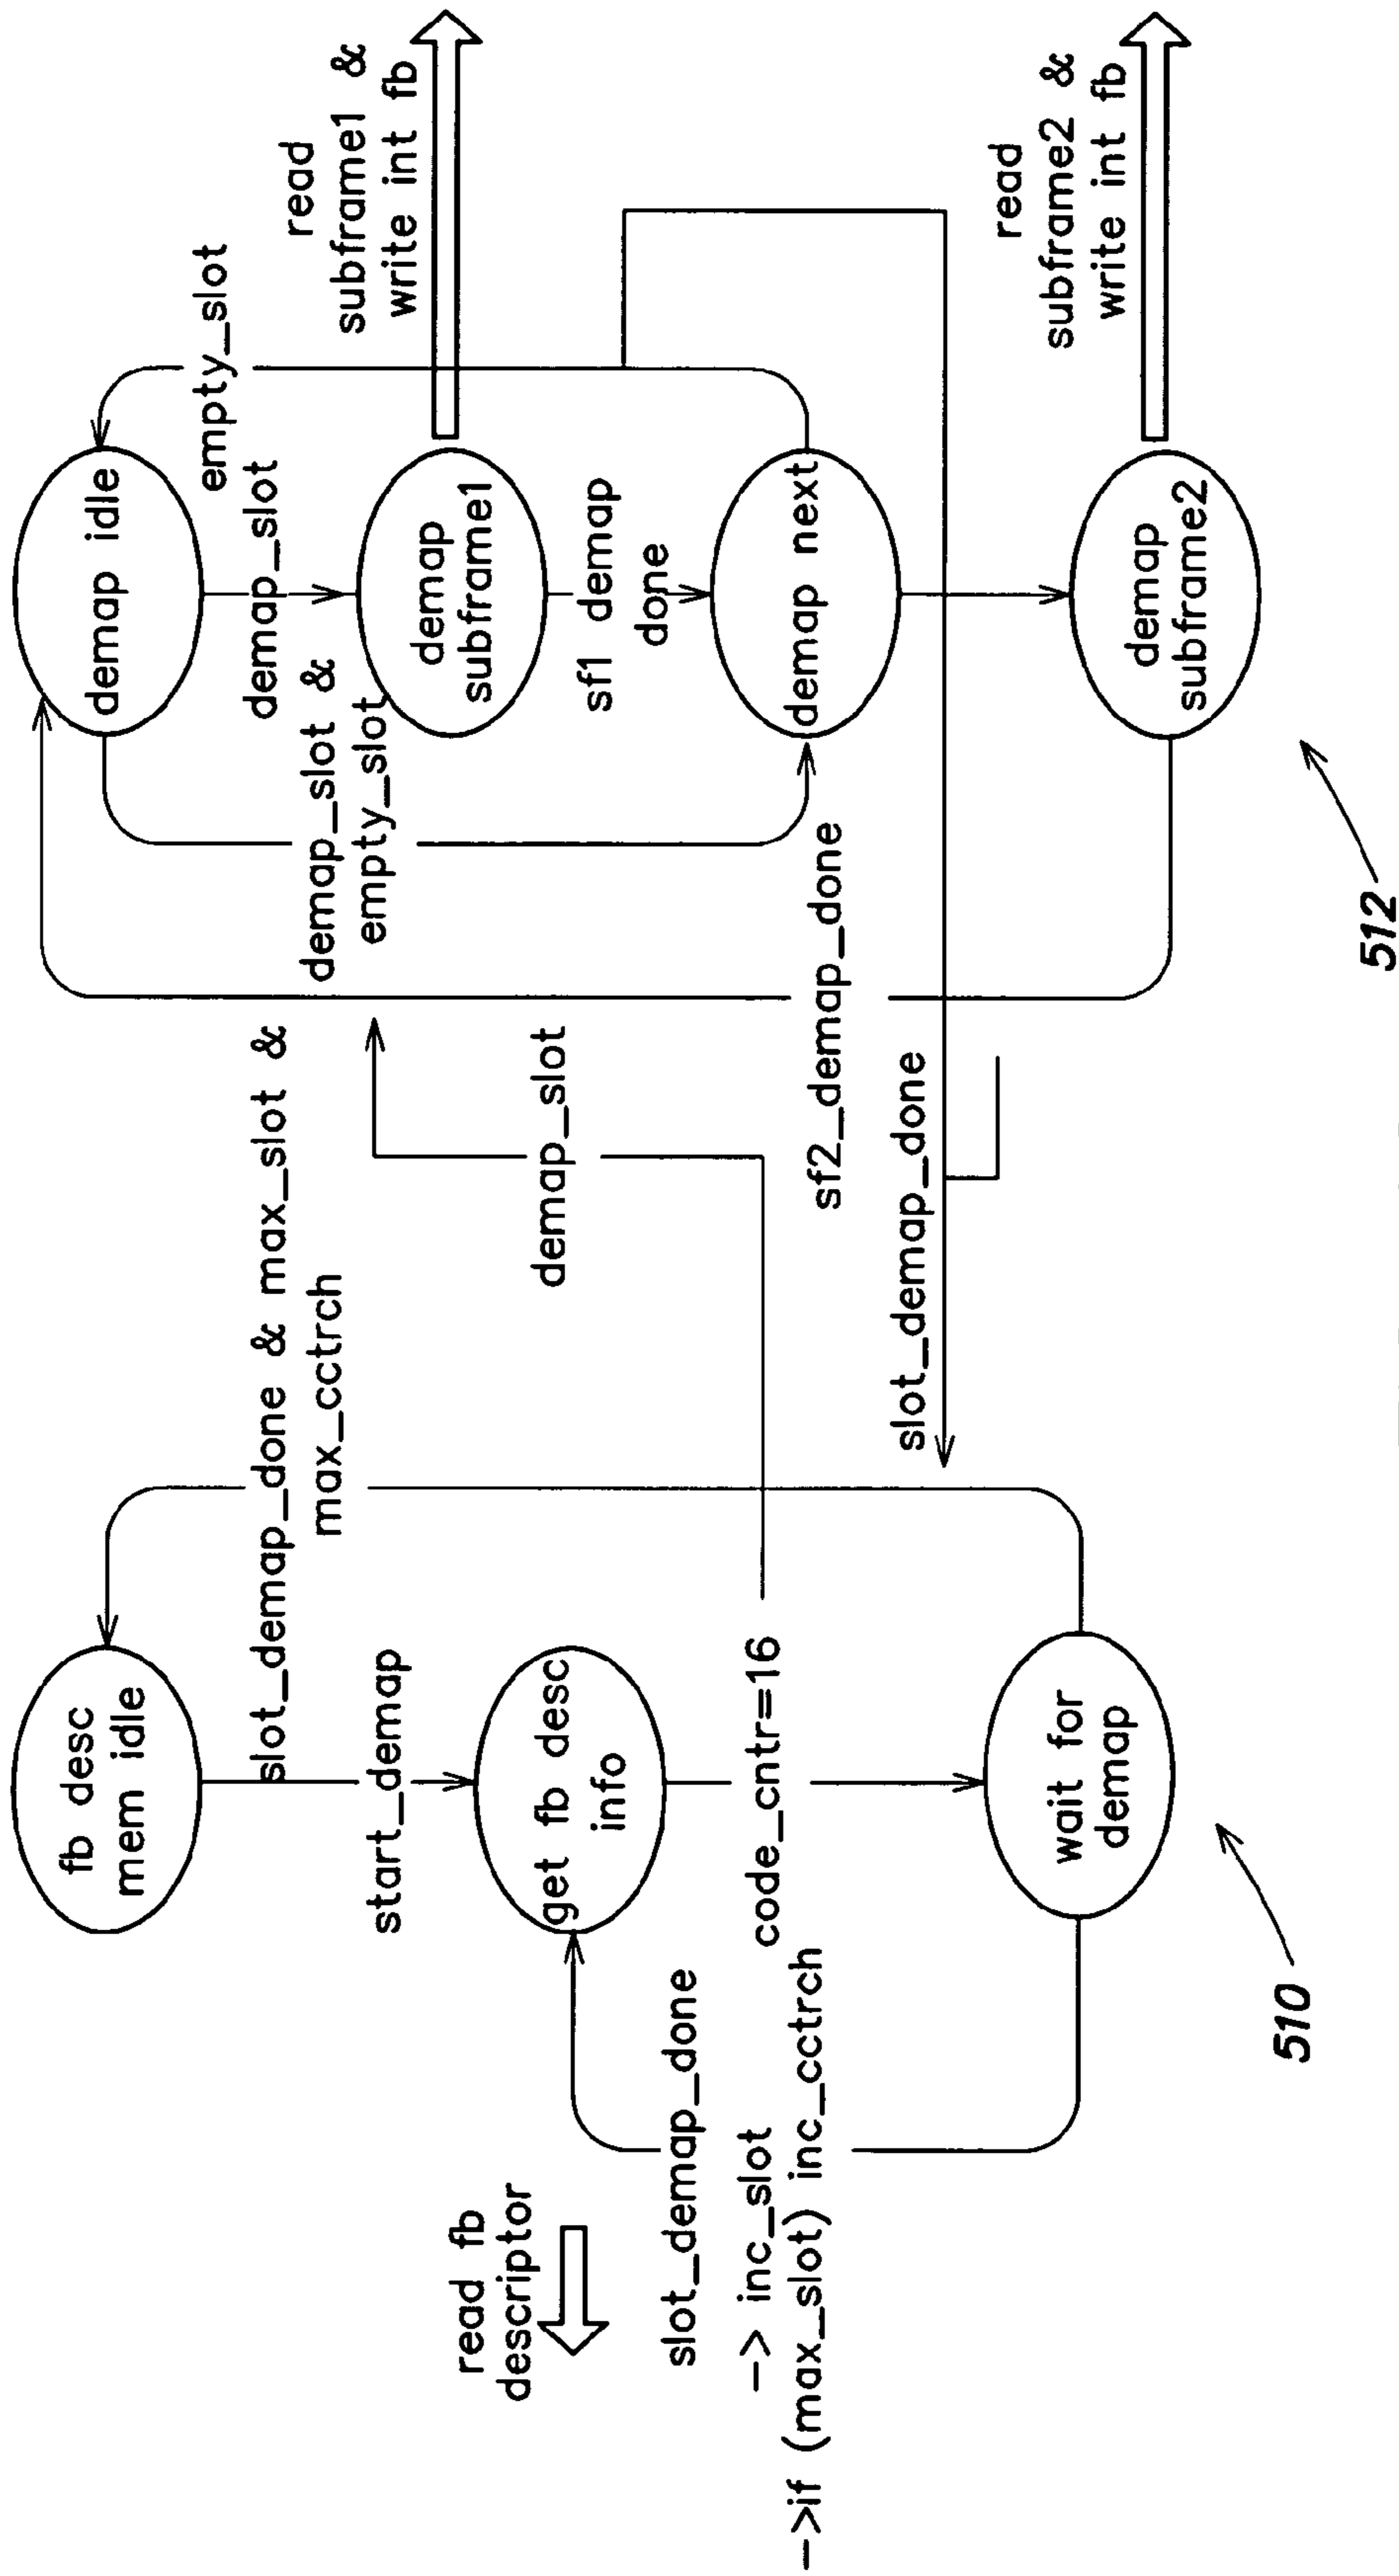 fb desc
mem idle
slot_demap_done & max_slot &
max_cctrch
start_demap
read fb
descriptor
get fb desc
info
slot_demap_done
-> inc_slot
->if (max_slot) inc_cctrch
code_cntr=16
wait for
demap
510
demap_slot
slot_demap_done
sf2_demap_done
demap idle
empty_slot
demap_slot
demap_slot &
empty_slot
demap
subframe1
read
subframe1 &
write int fb
sf1 demap
done
demap next
demap
subframe2
read
subframe2 &
write int fb
512